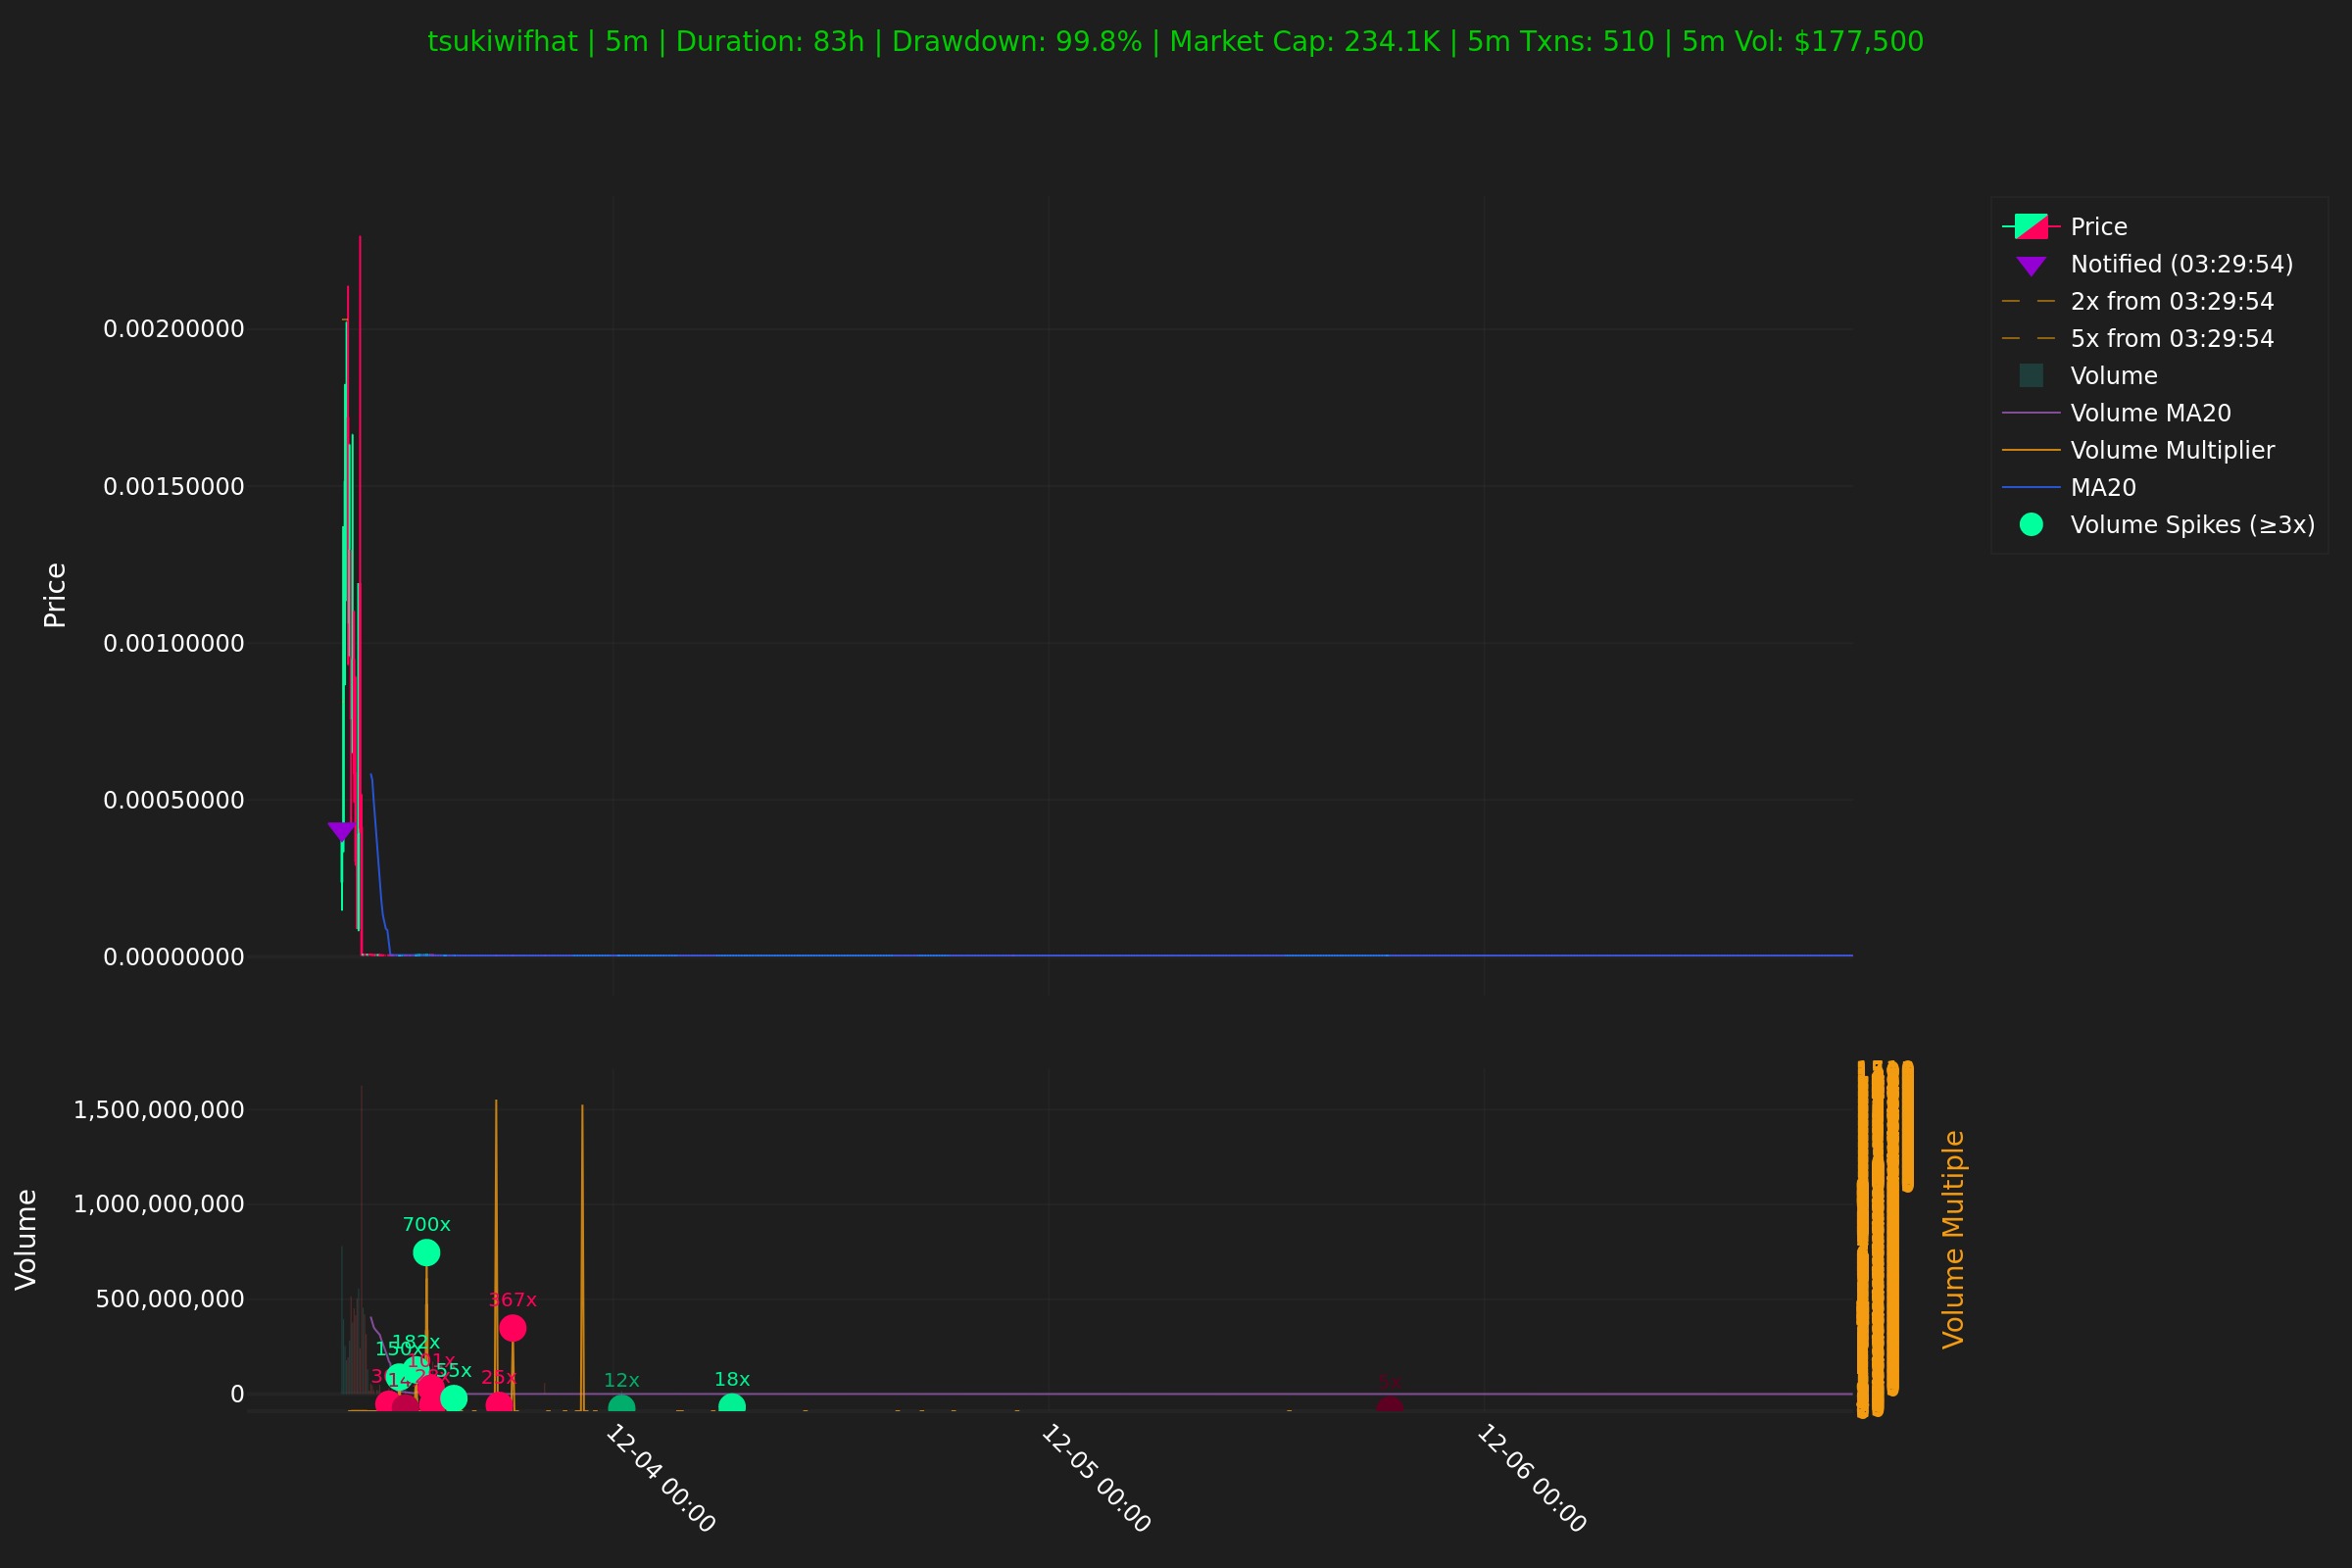 tsukiwifhat | 5m | Duration: 83h | Drawdown: 99.8% | Market Cap: 234.1K | 5m Txns: 510 | 5m Vol: $177,500
Price
0.00200000
0.00150000
0.00100000
0.00050000
0.00000000
Price
Notified (03:29:54)
2x from 03:29:54
5x from 03:29:54
Volume
Volume MA20
Volume Multiplier
MA20
Volume Spikes (≥3x)
Volume
1,500,000,000
1,000,000,000
500,000,000
0
700x
367x
182x
150x
101x
55x
25x
12x
18x
Volume Multiple
12-04 00:00
12-05 00:00
12-06 00:00